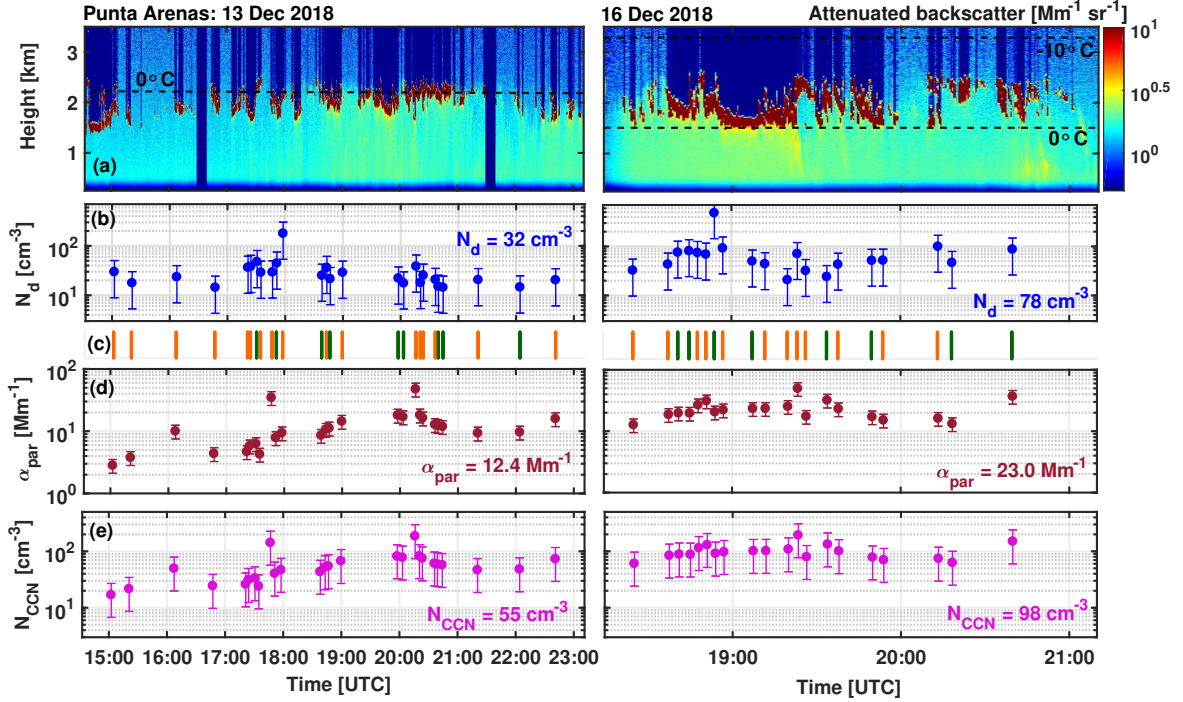 Punta Arenas: 13 Dec 2018
16 Dec 2018
Attenuated backscatter [Mm⁻¹ sr⁻¹]
Height [km]
3
2
1
0°C
(a)
-10°C
0°C
10¹
10⁰·⁵
10⁰
(b)
N_d [cm⁻³]
10²
10¹
N_d = 32 cm⁻³
N_d = 78 cm⁻³
(c)
(d)
α_par [Mm⁻¹]
10²
10¹
10⁰
α_par = 12.4 Mm⁻¹
α_par = 23.0 Mm⁻¹
(e)
N_CCN [cm⁻³]
10²
10¹
N_CCN = 55 cm⁻³
N_CCN = 98 cm⁻³
15:00 16:00 17:00 18:00 19:00 20:00 21:00 22:00 23:00
19:00 20:00 21:00
Time [UTC]
Time [UTC]